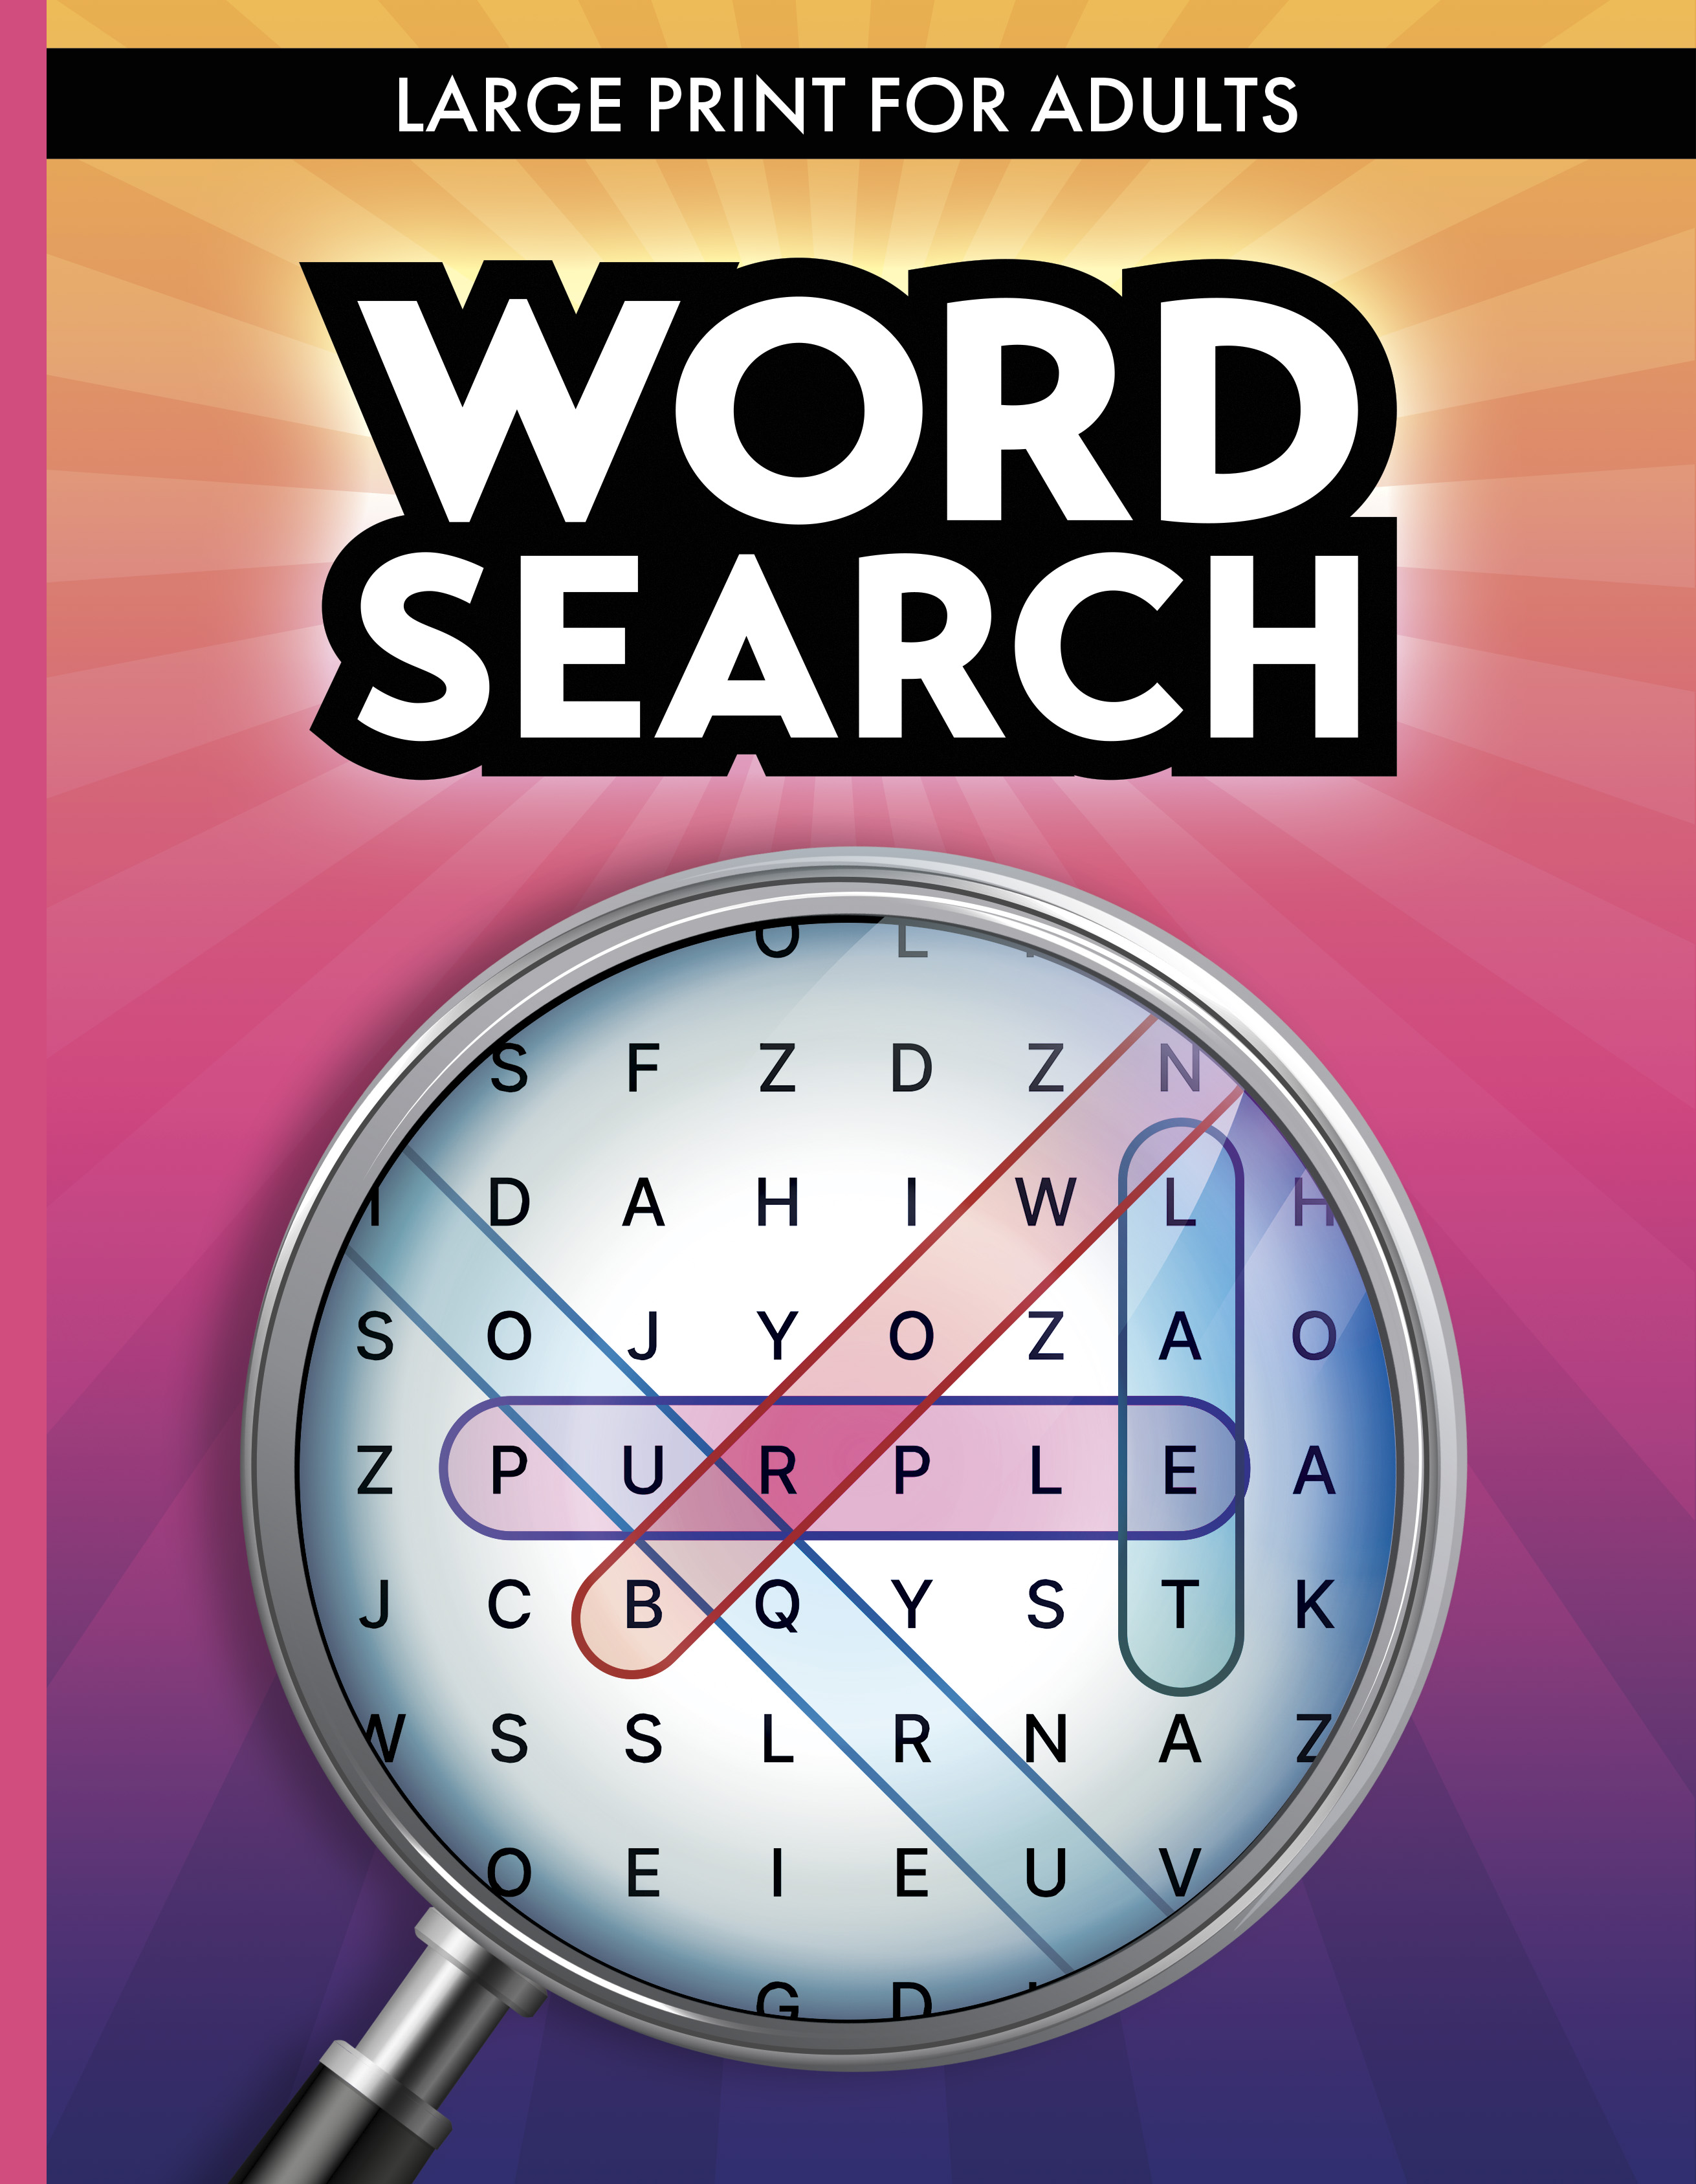 LARGE PRINT FOR ADULTS
WORD
SEARCH
O L
S F Z D Z N
I D A H I W L H
S O J Y O Z A O
Z P U R P L E A
J C B Q Y S T K
W S S L R N A Z
O E I E U V
G D